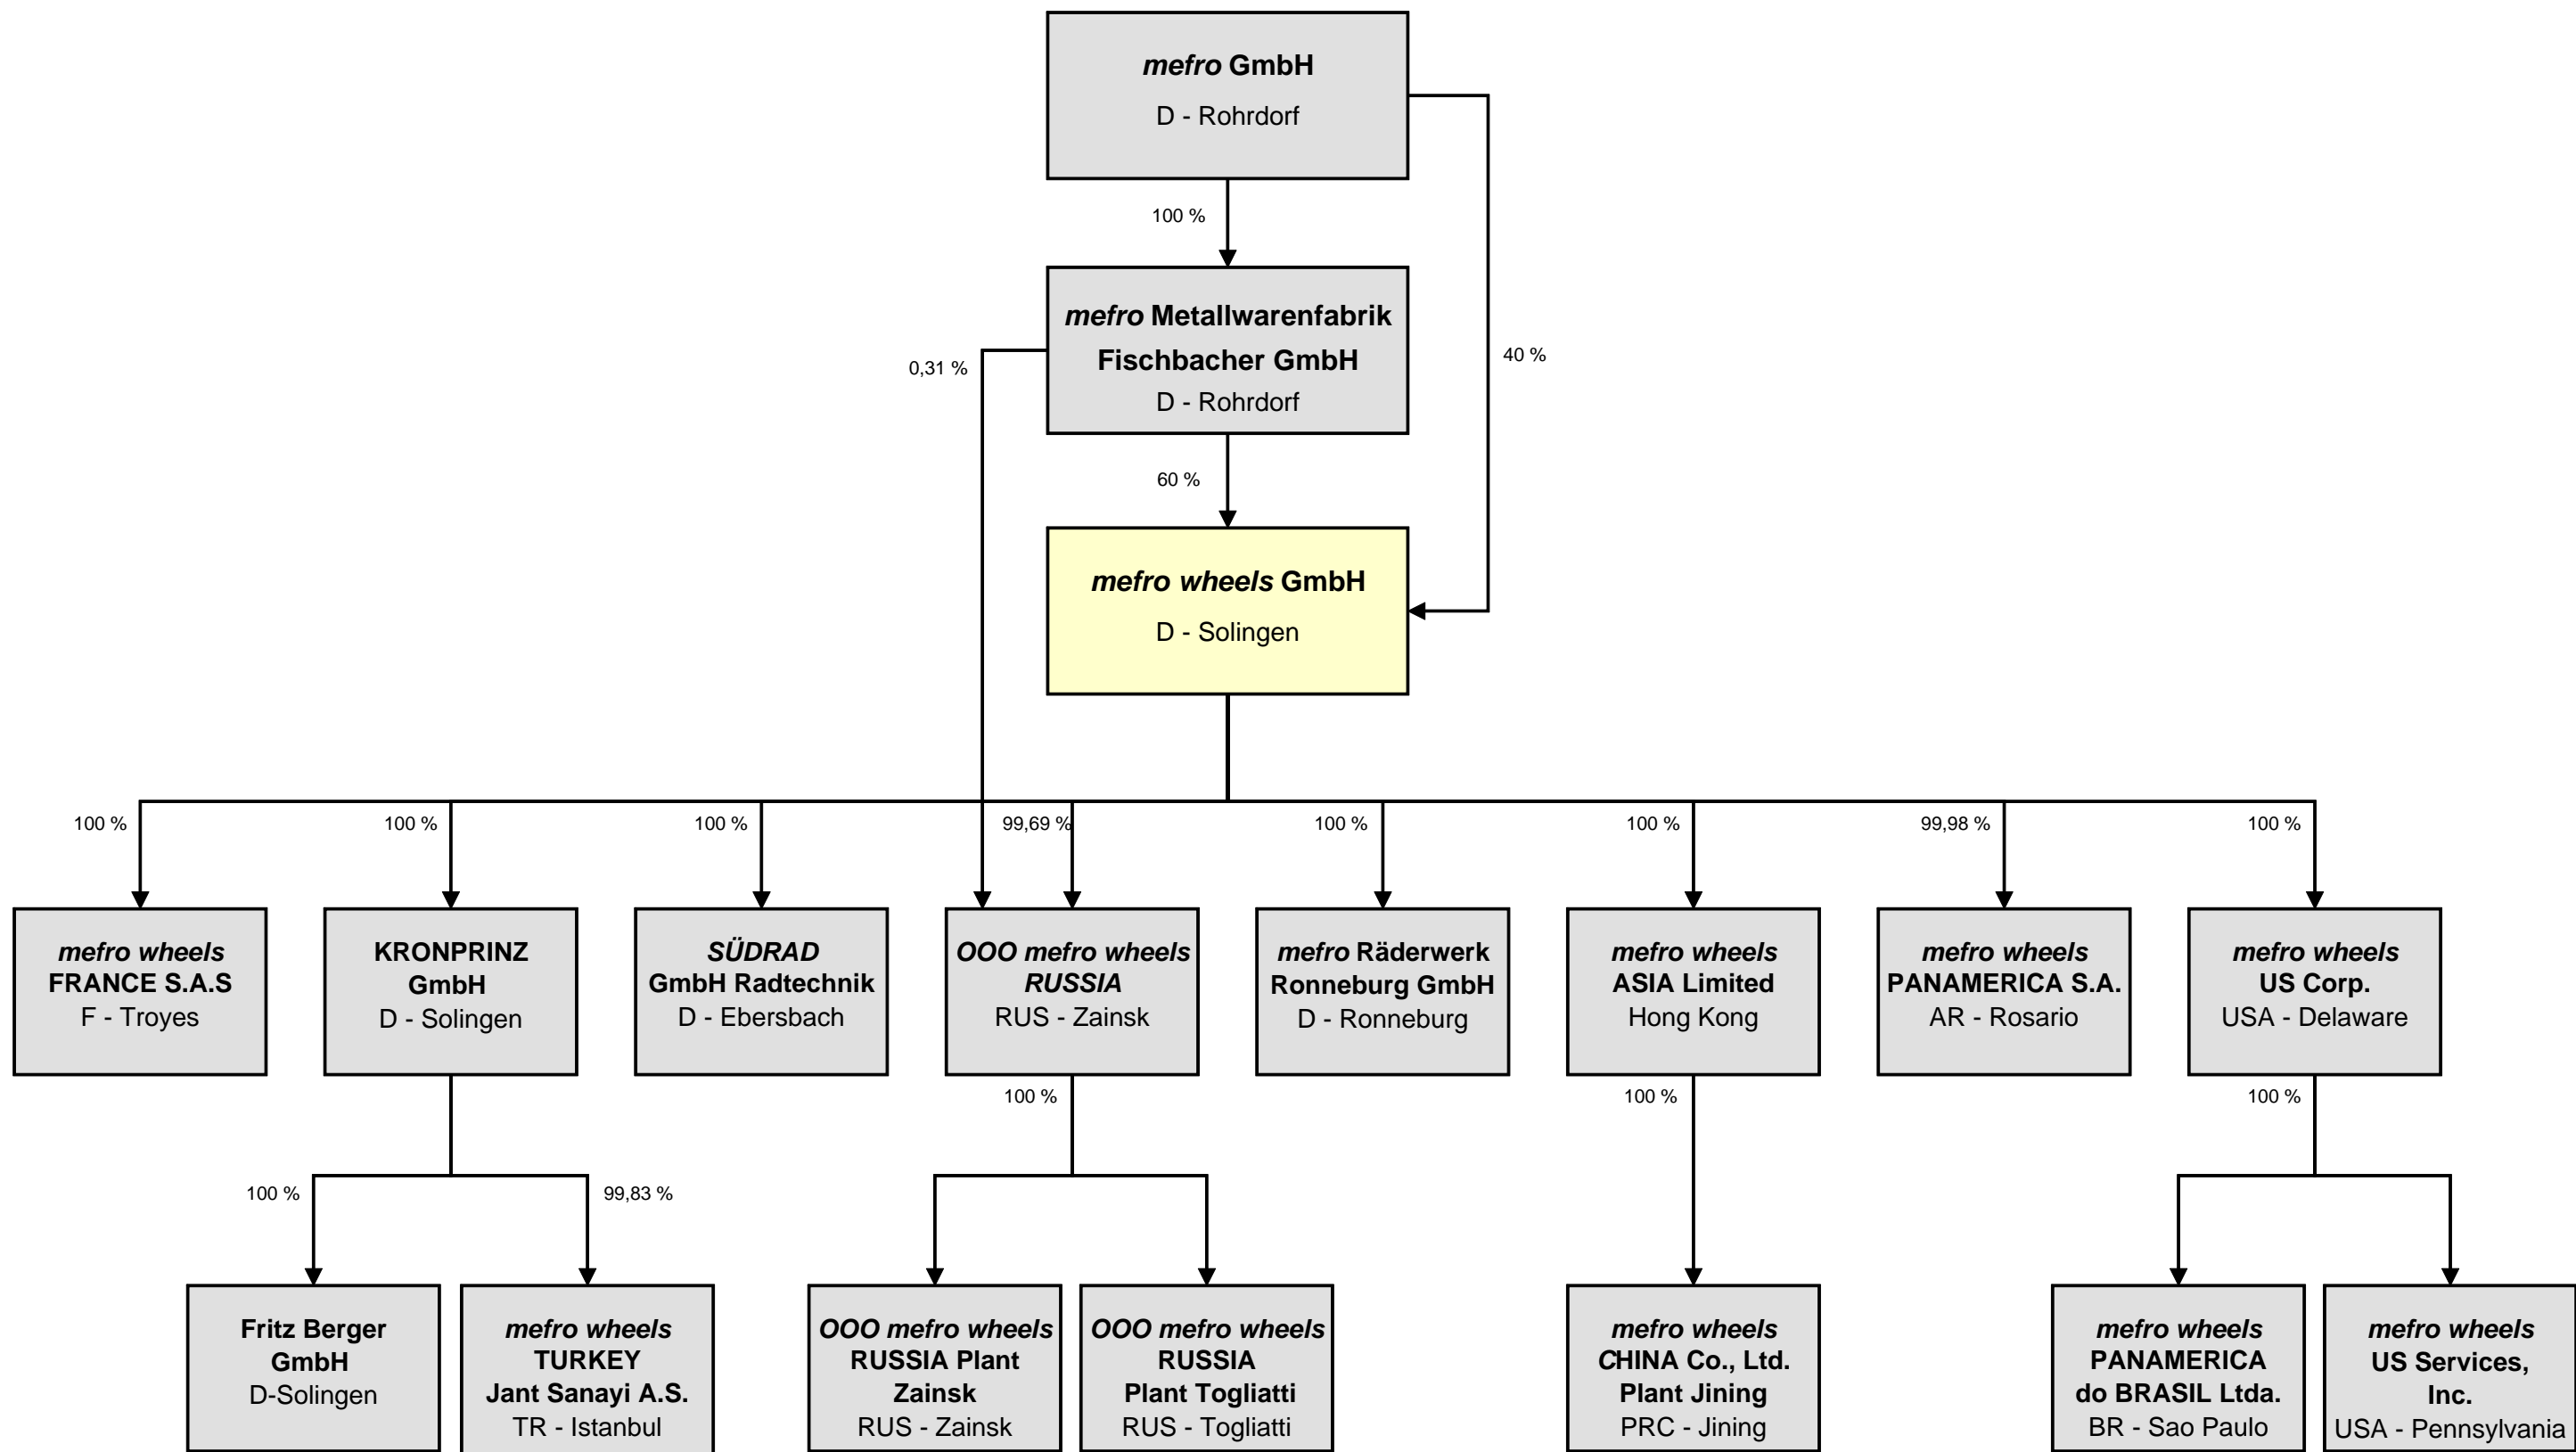 mefro GmbH
D - Rohrdorf
100 %
mefro Metallwarenfabrik
Fischbacher GmbH
D - Rohrdorf
0,31 %
40 %
60 %
mefro wheels GmbH
D - Solingen
100 %
100 %
100 %
99,69 %
100 %
100 %
99,98 %
100 %
mefro wheels
FRANCE S.A.S
F - Troyes
KRONPRINZ
GmbH
D - Solingen
SÜDRAD
GmbH Radtechnik
D - Ebersbach
OOO mefro wheels
RUSSIA
RUS - Zainsk
mefro Räderwerk
Ronneburg GmbH
D - Ronneburg
mefro wheels
ASIA Limited
Hong Kong
mefro wheels
PANAMERICA S.A.
AR - Rosario
mefro wheels
US Corp.
USA - Delaware
100 %
100 %
100 %
100 %
99,83 %
Fritz Berger
GmbH
D-Solingen
mefro wheels
TURKEY
Jant Sanayi A.S.
TR - Istanbul
OOO mefro wheels
RUSSIA Plant
Zainsk
RUS - Zainsk
OOO mefro wheels
RUSSIA
Plant Togliatti
RUS - Togliatti
mefro wheels
CHINA Co., Ltd.
Plant Jining
PRC - Jining
mefro wheels
PANAMERICA
do BRASIL Ltda.
BR - Sao Paulo
mefro wheels
US Services,
Inc.
USA - Pennsylvania